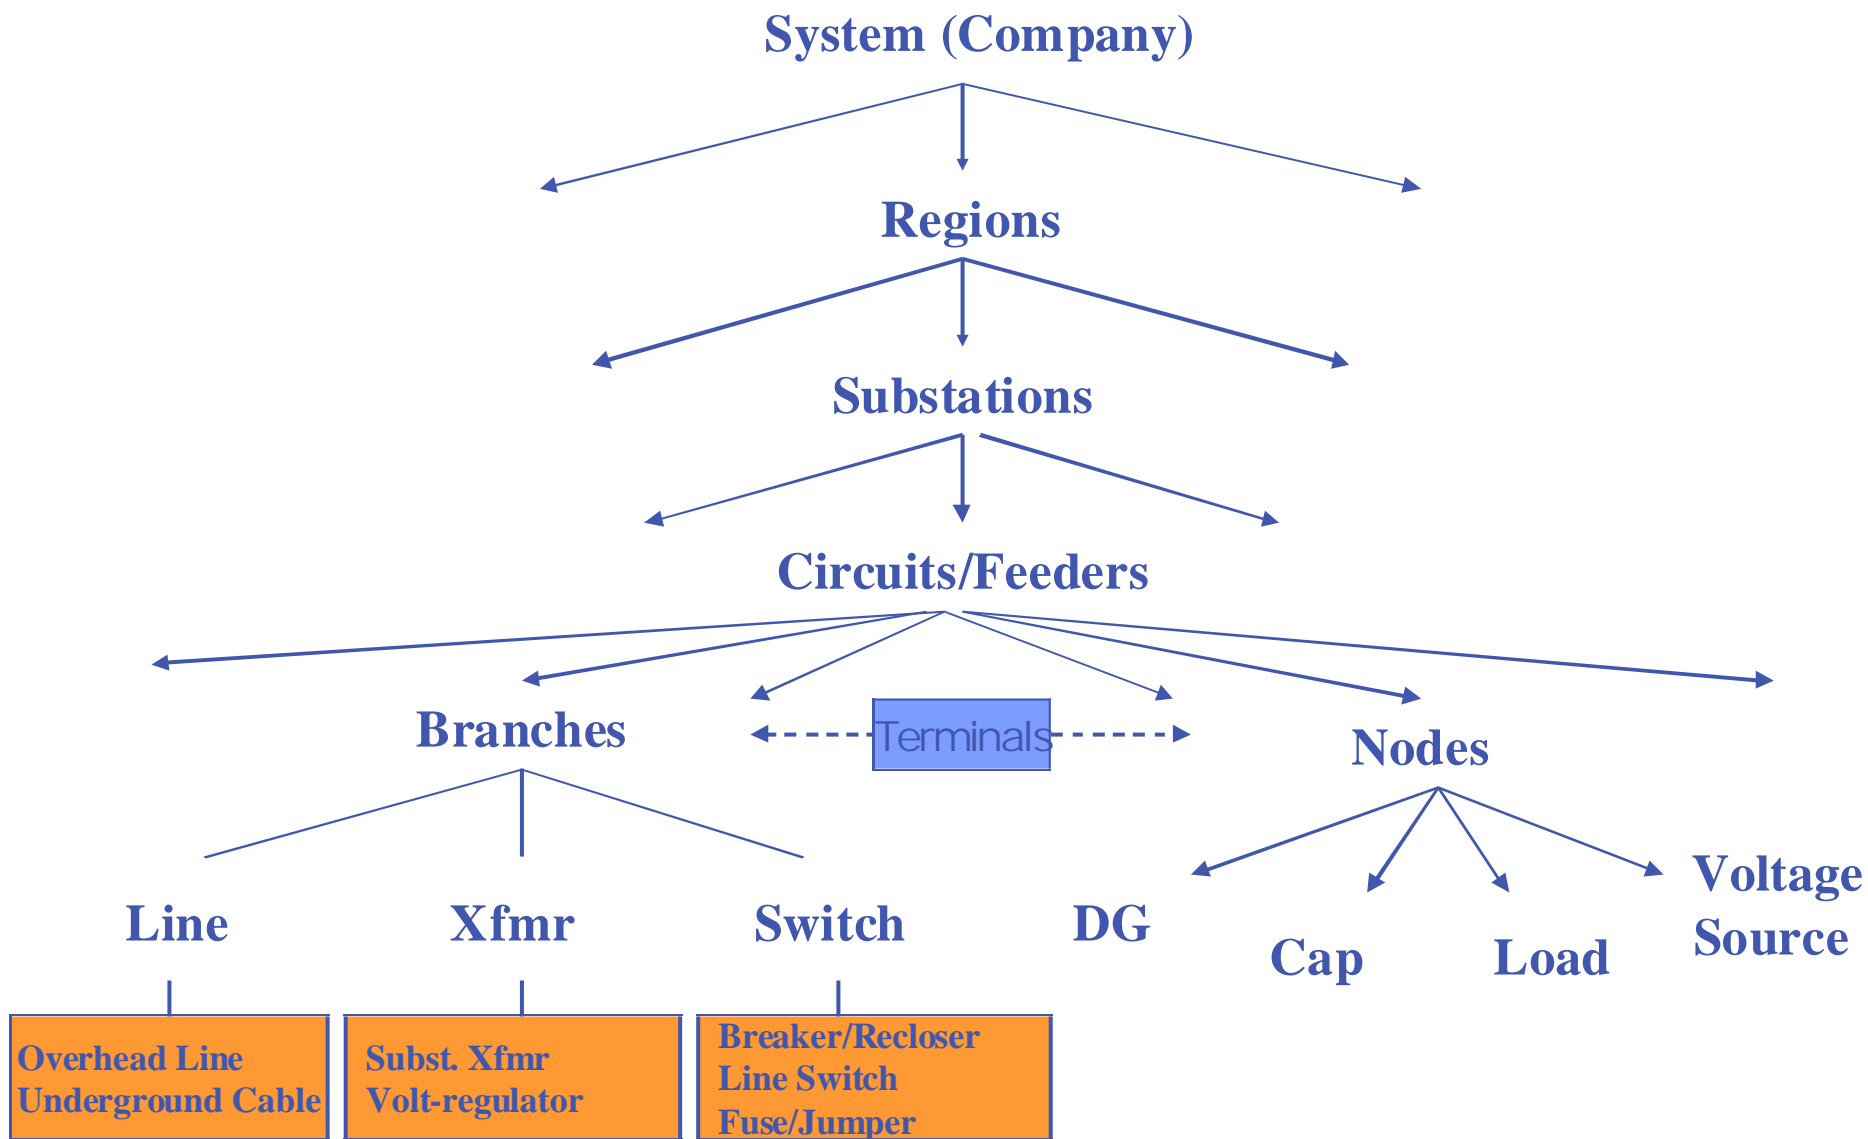 System (Company)
Regions
Substations
Circuits/Feeders
Branches
Terminals
Nodes
Line
Xfmr
Switch
DG
Cap
Load
Voltage
Source
Overhead Line
Underground Cable
Subst. Xfmr
Volt-regulator
Breaker/Recloser
Line Switch
Fuse/Jumper